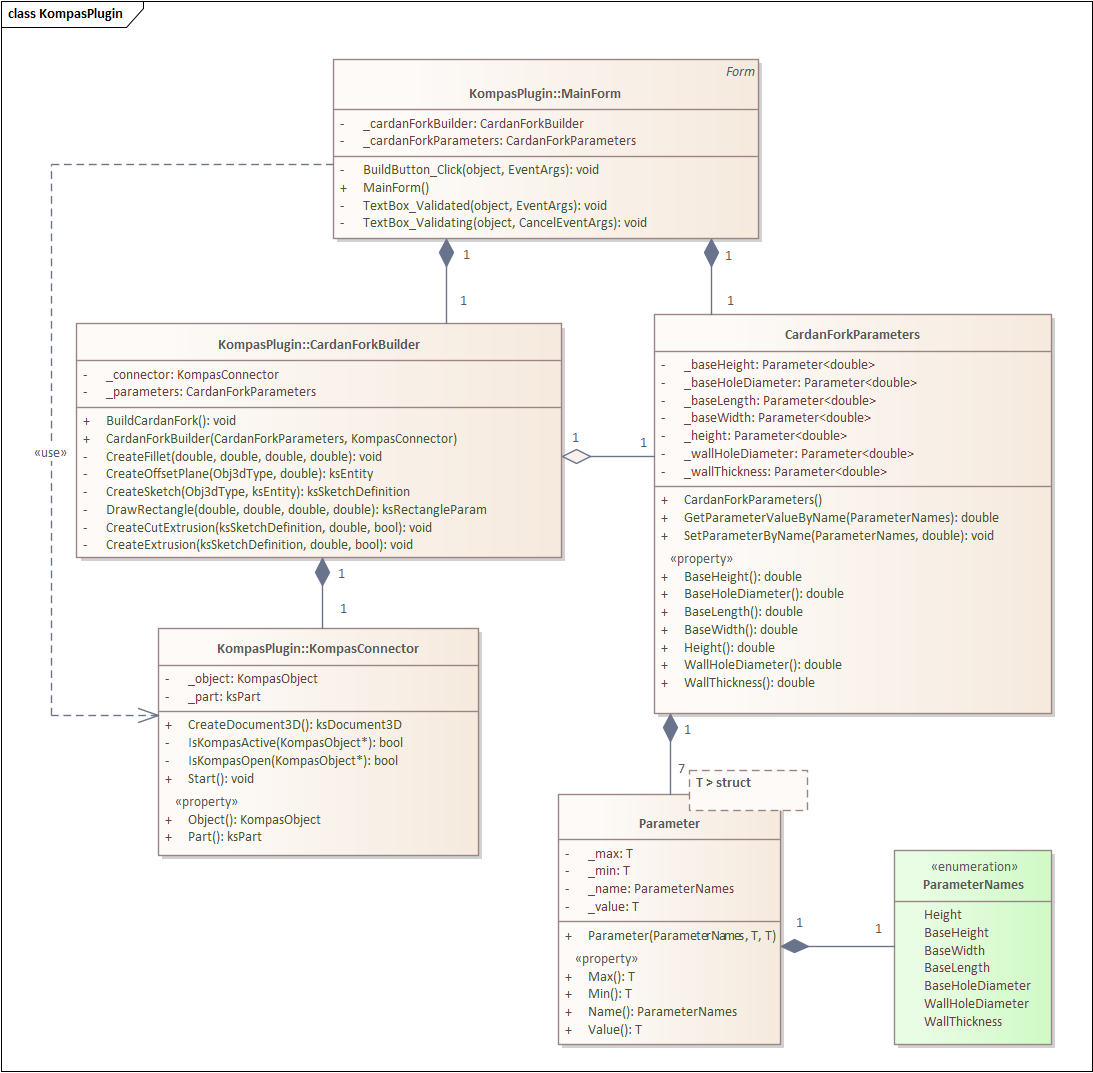 class KompasPlugin
Form
KompasPlugin::MainForm
- _cardanForkBuilder: CardanForkBuilder
- _cardanForkParameters: CardanForkParameters
- BuildButton_Click(object, EventArgs): void
+ MainForm()
- TextBox_Validated(object, EventArgs): void
- TextBox_Validating(object, CancelEventArgs): void
1
1
1
1
«use»
KompasPlugin::CardanForkBuilder
- _connector: KompasConnector
- _parameters: CardanForkParameters
+ BuildCardanFork(): void
+ CardanForkBuilder(CardanForkParameters, KompasConnector)
- CreateFillet(double, double, double, double): void
- CreateOffsetPlane(Obj3dType, double): ksEntity
- CreateSketch(Obj3dType, ksEntity): ksSketchDefinition
- DrawRectangle(double, double, double, double): ksRectangleParam
- CreateCutExtrusion(ksSketchDefinition, double, bool): void
- CreateExtrusion(ksSketchDefinition, double, bool): void
1
1
CardanForkParameters
- _baseHeight: Parameter<double>
- _baseHoleDiameter: Parameter<double>
- _baseLength: Parameter<double>
- _baseWidth: Parameter<double>
- _height: Parameter<double>
- _wallHoleDiameter: Parameter<double>
- _wallThickness: Parameter<double>
+ CardanForkParameters()
+ GetParameterValueByName(ParameterNames): double
+ SetParameterByName(ParameterNames, double): void
«property»
+ BaseHeight(): double
+ BaseHoleDiameter(): double
+ BaseLength(): double
+ BaseWidth(): double
+ Height(): double
+ WallHoleDiameter(): double
+ WallThickness(): double
1
1
KompasPlugin::KompasConnector
- _object: KompasObject
- _part: ksPart
+ CreateDocument3D(): ksDocument3D
- IsKompasActive(KompasObject*): bool
- IsKompasOpen(KompasObject*): bool
+ Start(): void
«property»
+ Object(): KompasObject
+ Part(): ksPart
1
7
T > struct
Parameter
- _max: T
- _min: T
- _name: ParameterNames
- _value: T
+ Parameter(ParameterNames, T, T)
«property»
+ Max(): T
+ Min(): T
+ Name(): ParameterNames
+ Value(): T
1
1
«enumeration»
ParameterNames
Height
BaseHeight
BaseWidth
BaseLength
BaseHoleDiameter
WallHoleDiameter
WallThickness